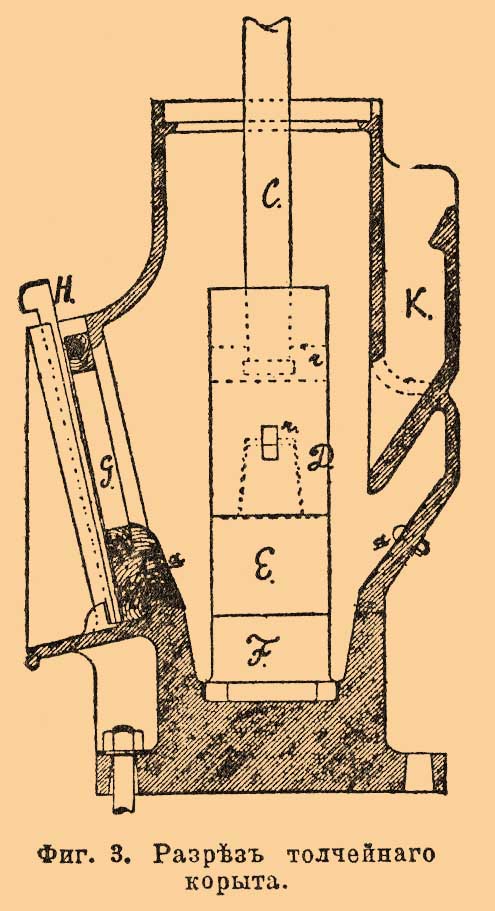 C.
H.
K.
r
r.
D
G.
a
E.
a
F.
Фиг. 3. Разрѣзъ толчейнаго
корыта.